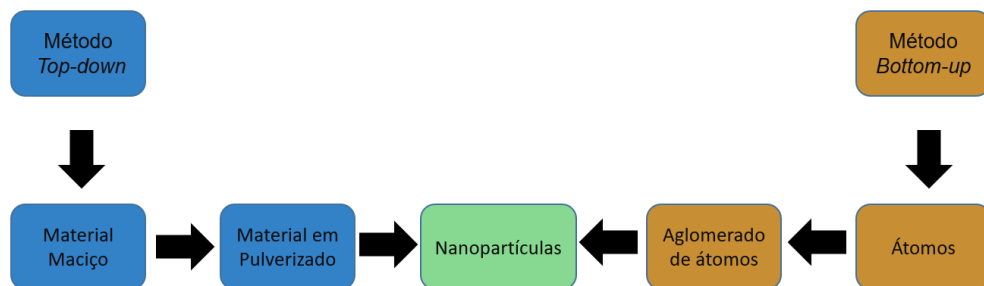 Método
Top-down
Método
Bottom-up
Material
Maciço
Material em
Pulverizado
Nanopartículas
Aglomerado
de átomos
Átomos